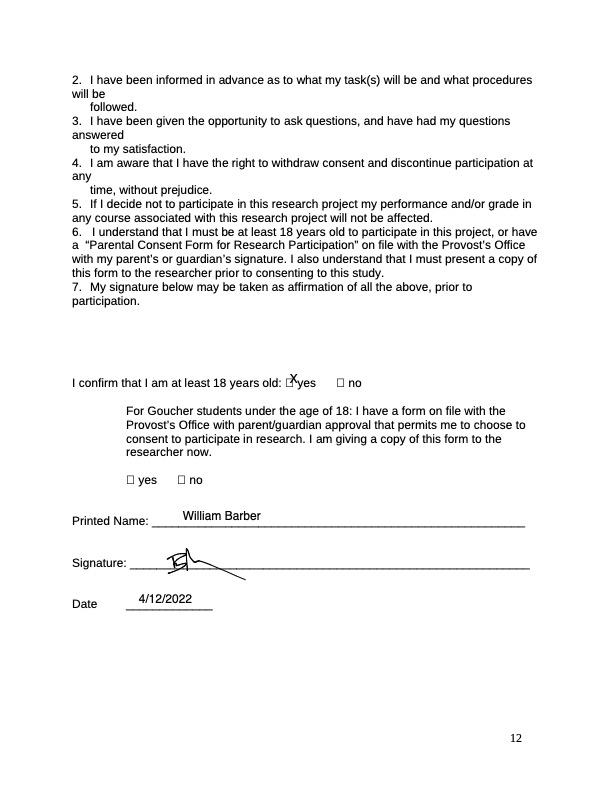 2. I have been informed in advance as to what my task(s) will be and what procedures
will be
followed.
3. I have been given the opportunity to ask questions, and have had my questions
answered
to my satisfaction.
4. I am aware that I have the right to withdraw consent and discontinue participation at
any
time, without prejudice.
5. If I decide not to participate in this research project my performance and/or grade in
any course associated with this research project will not be affected.
6. I understand that I must be at least 18 years old to participate in this project, or have
a “Parental Consent Form for Research Participation” on file with the Provost’s Office
with my parent’s or guardian’s signature. I also understand that I must present a copy of
this form to the researcher prior to consenting to this study.
7. My signature below may be taken as affirmation of all the above, prior to
participation.
I confirm that I am at least 18 years old: ☐ X yes ☐ no
For Goucher students under the age of 18: I have a form on file with the
Provost’s Office with parent/guardian approval that permits me to choose to
consent to participate in research. I am giving a copy of this form to the
researcher now.
☐ yes ☐ no
Printed Name: William Barber
Signature:
Date 4/12/2022
12